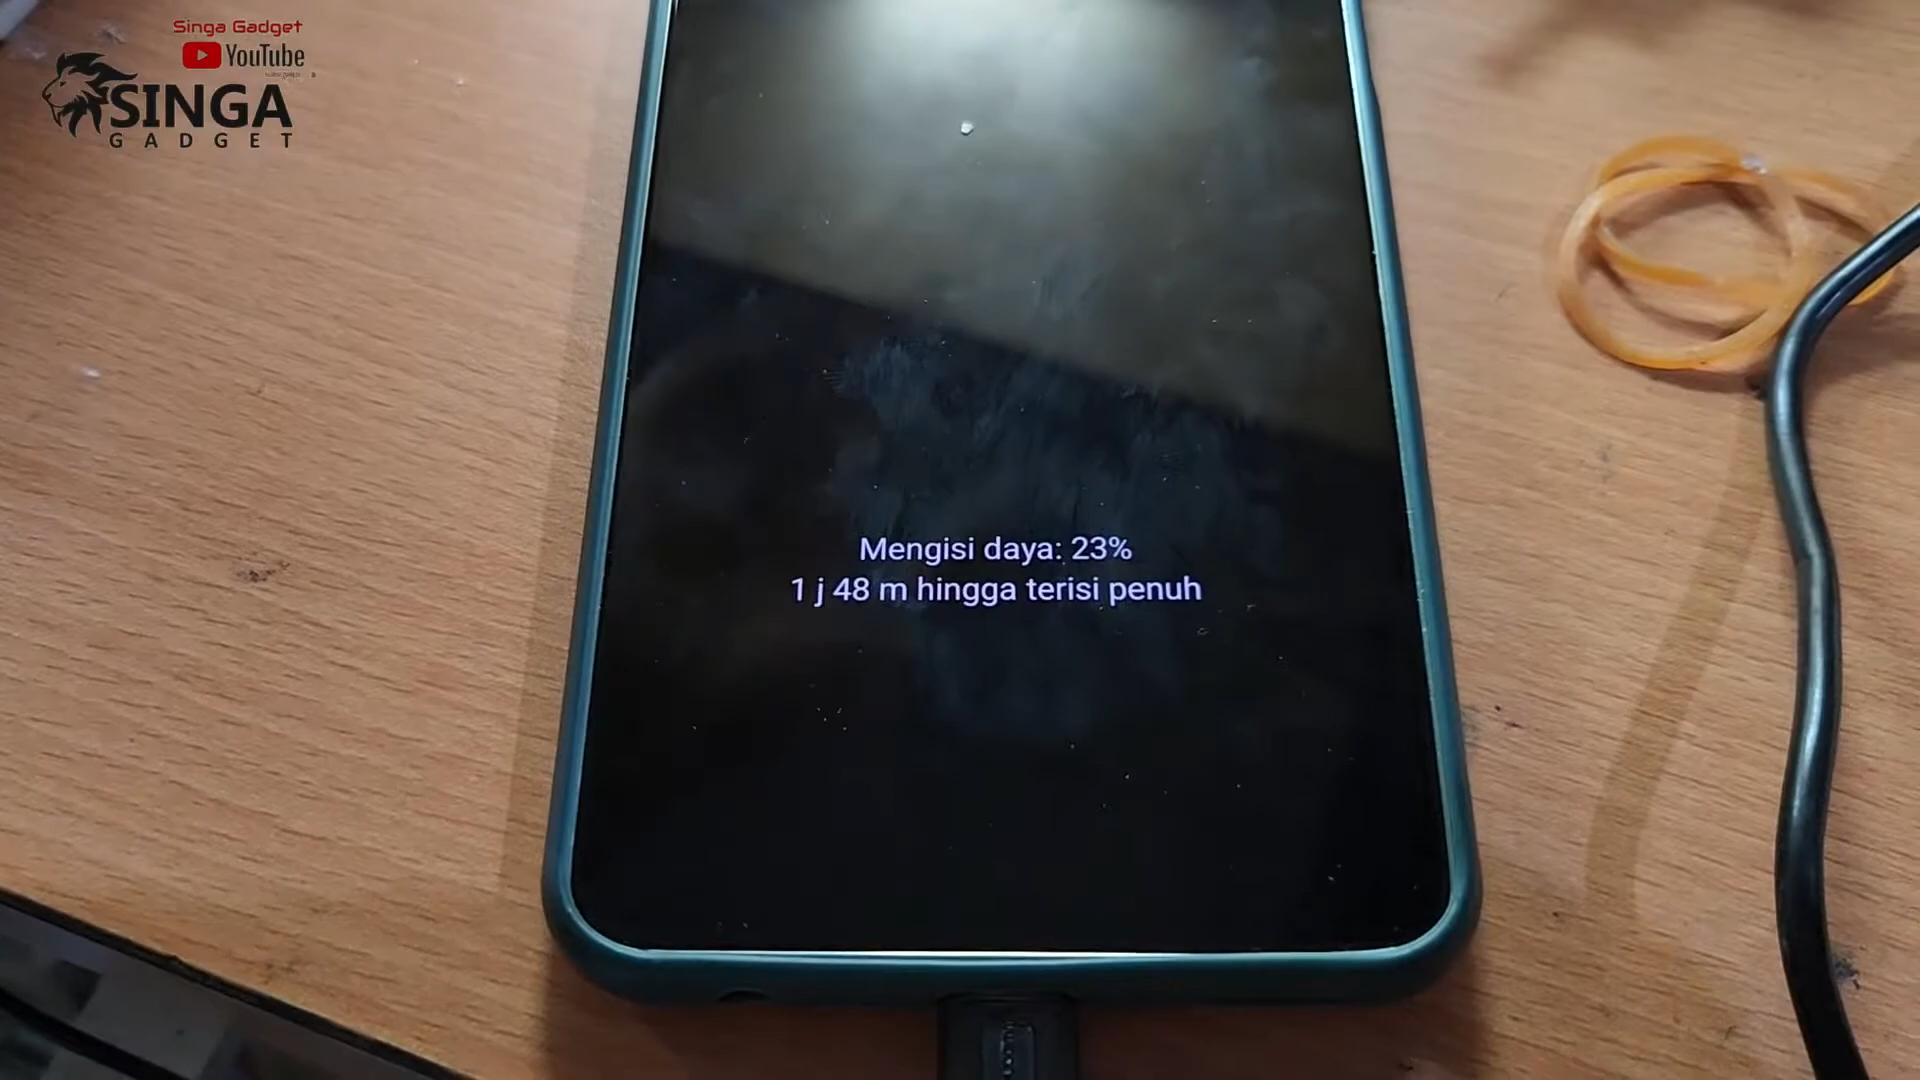 Singa Gadget
YouTube
SINGA
GADGET
Mengisi daya: 23%
1 j 48 m hingga terisi penuh